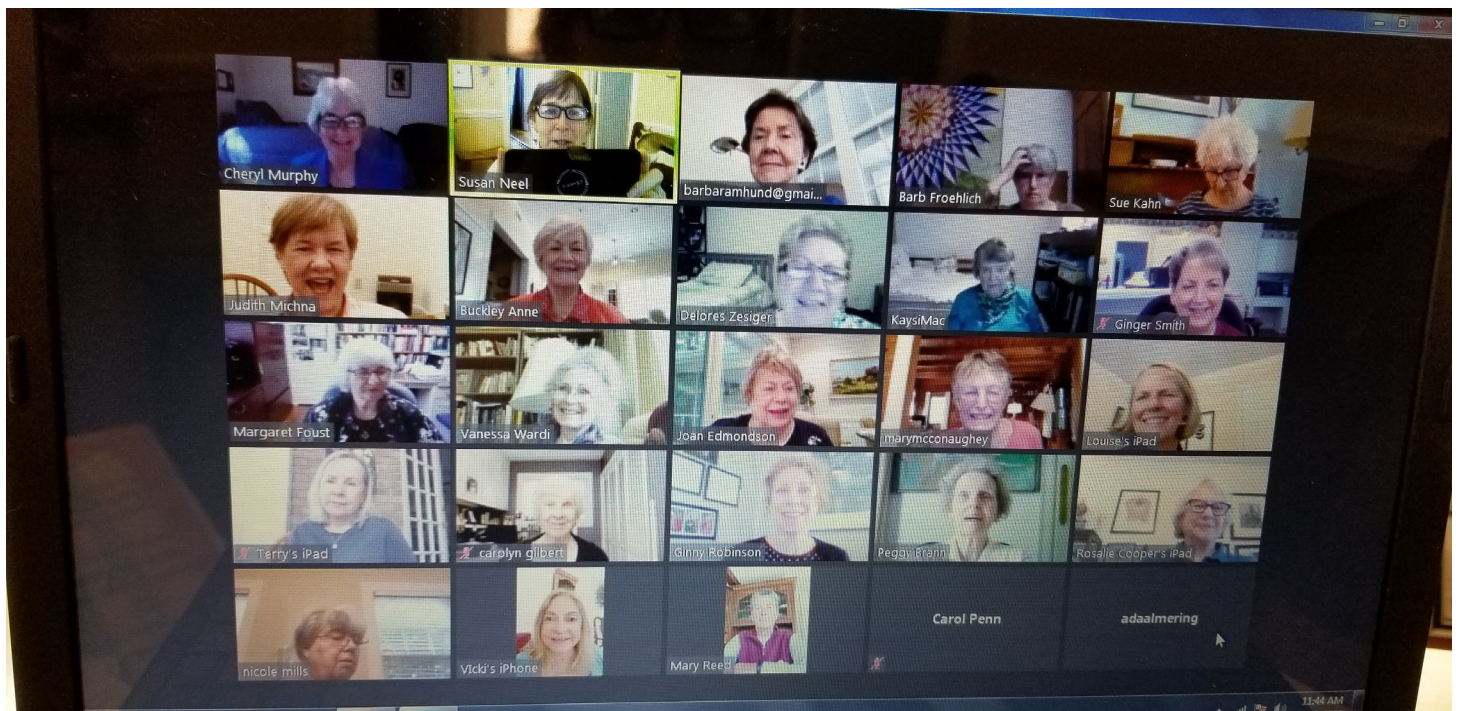 Cheryl Murphy
Susan Neel
barbaramhund@gmai...
Barb Froehlich
Sue Kahn
Judith Michna
Buckley Anne
Delores Zesiger
KaysiMac
Ginger Smith
Margaret Foust
Vanessa Wardi
Joan Edmondson
marymcconaughey
Louise's iPad
Terry's iPad
carolyn gilbert
Ginny Robinson
Peggy Brann
Rosalie Cooper's iPad
nicole mills
VIcki's iPhone
Mary Reed
Carol Penn
adaalmering
11:44 AM